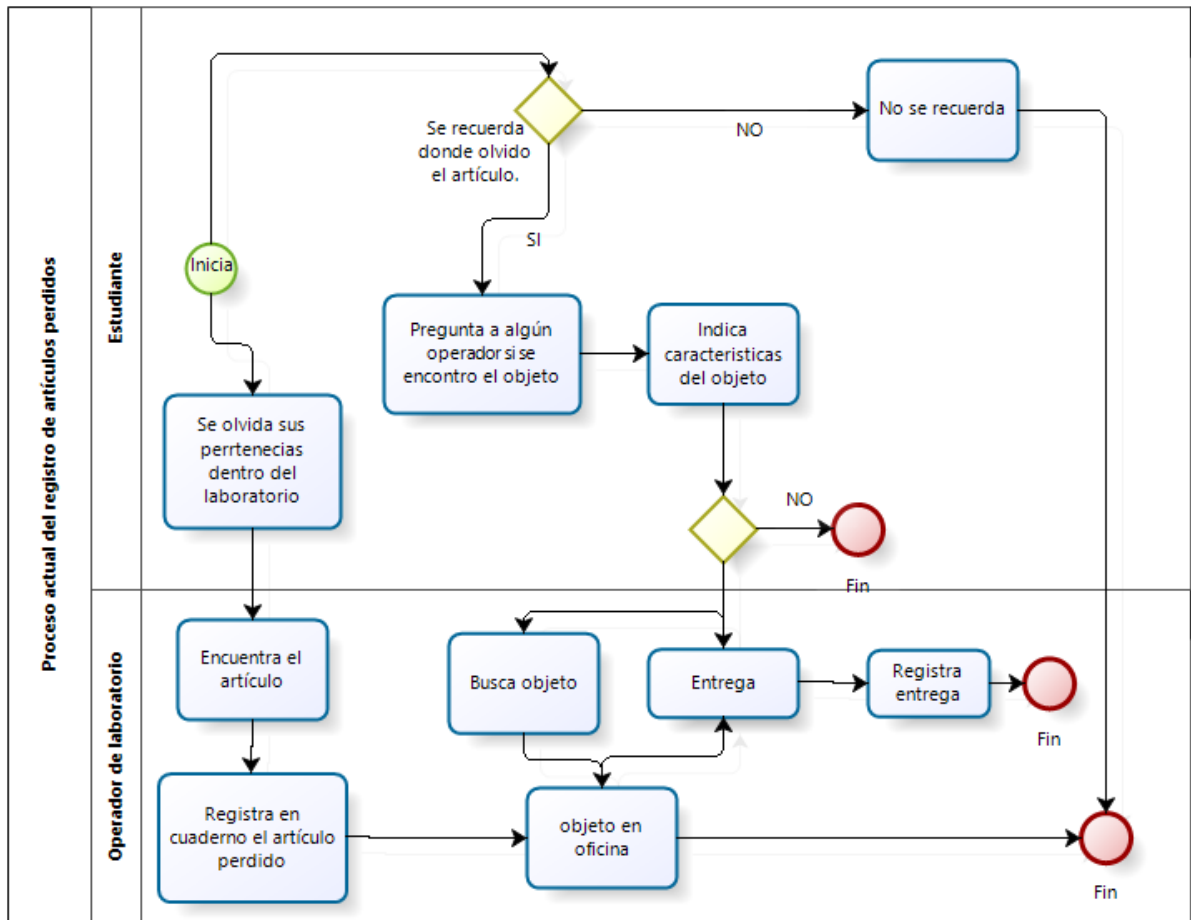 Proceso actual del registro de artículos perdidos
Estudiante
Se recuerda
donde olvido
el artículo.
NO
No se recuerda
SI
Inicia
Pregunta a algún
operador si se
encontro el objeto
Indica
caracteristicas
del objeto
Se olvida sus
perrtenecias
dentro del
laboratorio
NO
Fin
Operador de laboratorio
Encuentra el
artículo
Busca objeto
Entrega
Registra
entrega
Fin
Registra en
cuaderno el artículo
perdido
objeto en
oficina
Fin